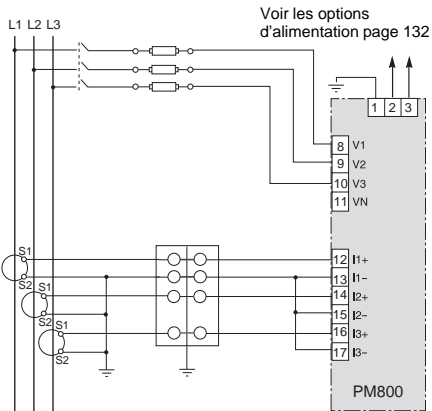 Voir les options
d'alimentation page 132
L1 L2 L3
1 2 3
8 V1
9 V2
10 V3
11 VN
S1
S2
S1
S2
S1
S2
12 I1+
13 I1–
14 I2+
15 I2–
16 I3+
17 I3–
PM800